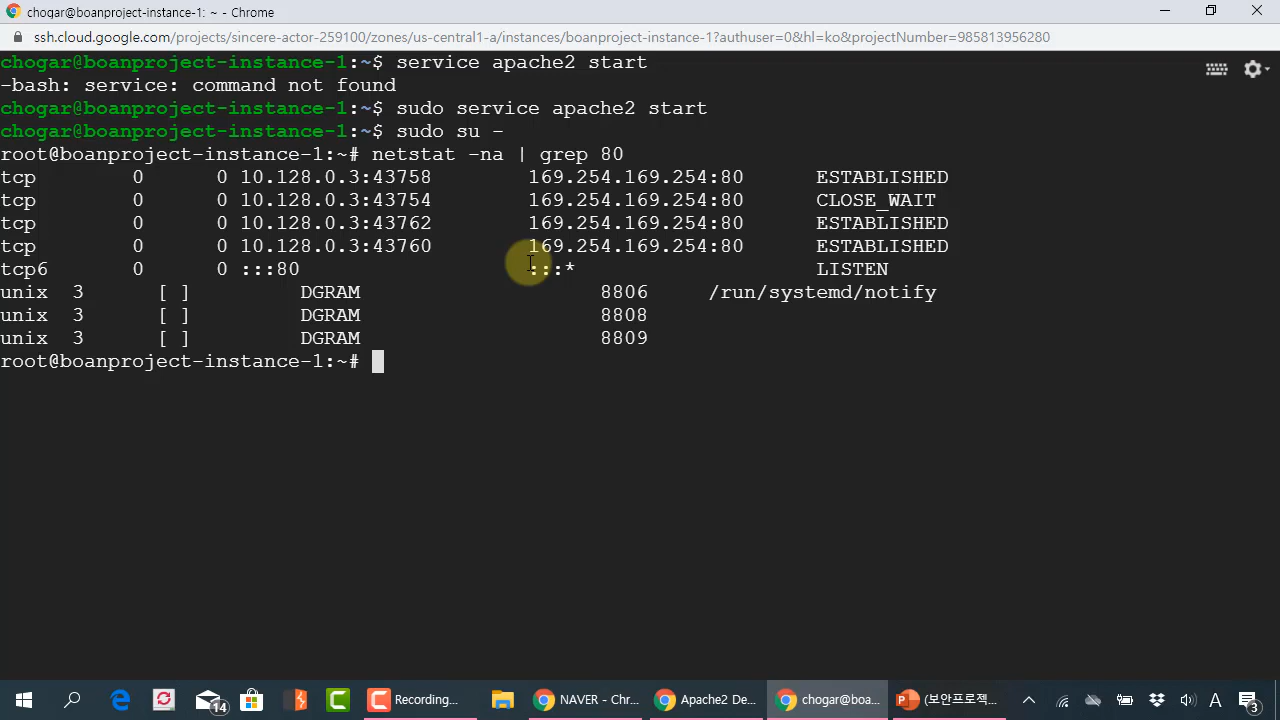 chogar@boanproject-instance-1: ~ - Chrome
ssh.cloud.google.com/projects/sincere-actor-259100/zones/us-central1-a/instances/boanproject-instance-1?authuser=0&hl=ko&projectNumber=985813956280
chogar@boanproject-instance-1:~$ service apache2 start
-bash: service: command not found
chogar@boanproject-instance-1:~$ sudo service apache2 start
chogar@boanproject-instance-1:~$ sudo su -
root@boanproject-instance-1:~# netstat -na | grep 80
tcp 0 0 10.128.0.3:43758 169.254.169.254:80 ESTABLISHED
tcp 0 0 10.128.0.3:43754 169.254.169.254:80 CLOSE_WAIT
tcp 0 0 10.128.0.3:43762 169.254.169.254:80 ESTABLISHED
tcp 0 0 10.128.0.3:43760 169.254.169.254:80 ESTABLISHED
tcp6 0 0 :::80 :::* LISTEN
unix 3 [ ] DGRAM 8806 /run/systemd/notify
unix 3 [ ] DGRAM 8808
unix 3 [ ] DGRAM 8809
root@boanproject-instance-1:~#
14 Recording... NAVER - Chr... Apache2 De... chogar@boa... (보안프로젝... A 3